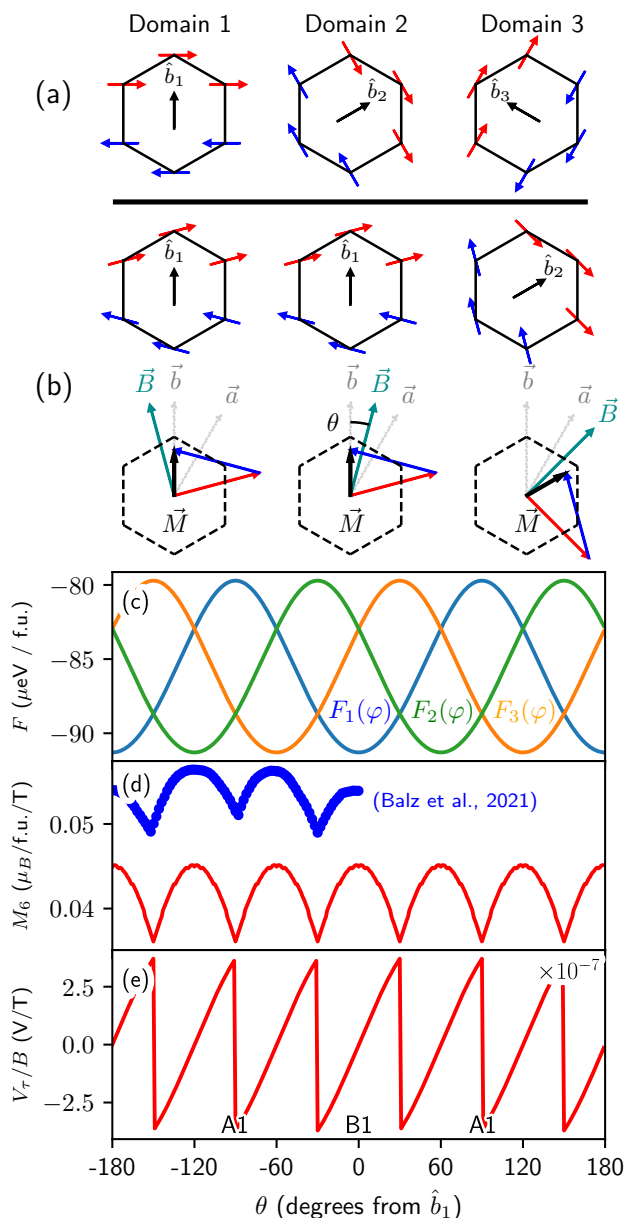 Domain 1 Domain 2 Domain 3
(a)
b̂₁ b̂₂ b̂₃
b̂₁ b̂₁ b̂₂
(b)
B⃗ b⃗ a⃗ b⃗ B⃗ a⃗ b⃗ a⃗ B⃗
θ
M⃗ M⃗ M⃗
(c)
F (μeV / f.u.)
−80
−85
−90
F₁(φ) F₂(φ) F₃(φ)
(d)
M₆ (μ_B/f.u./T)
0.05
0.04
(Balz et al., 2021)
(e)
V_τ/B (V/T)
×10⁻⁷
2.5
0.0
−2.5
A1 B1 A1
-180 -120 -60 0 60 120 180
θ (degrees from b̂₁)